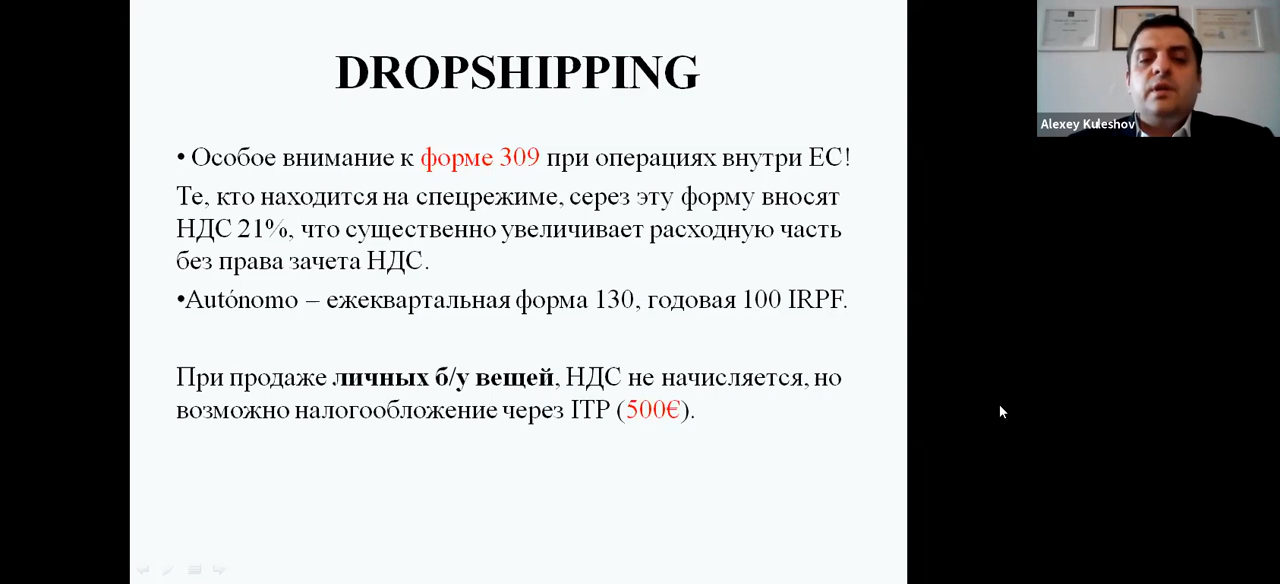 DROPSHIPPING
• Особое внимание к форме 309 при операциях внутри ЕС!
Те, кто находится на спецрежиме, серез эту форму вносят
НДС 21%, что существенно увеличивает расходную часть
без права зачета НДС.
•Autónomo – ежеквартальная форма 130, годовая 100 IRPF.
При продаже личных б/у вещей, НДС не начисляется, но
возможно налогообложение через ITP (500€).
Alexey Kuleshov